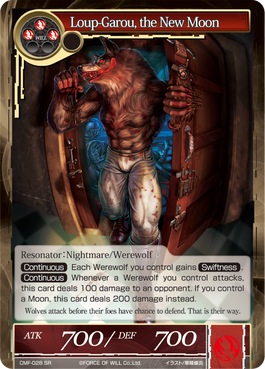 Loup-Garou, the New Moon
WILL
Resonator : Nightmare/Werewolf
Continuous Each Werewolf you control gains Swiftness.
Continuous Whenever a Werewolf you control attacks,
this card deals 100 damage to an opponent. If you
control a Moon, this card deals 200 damage instead.
Wolves attack before their foes have chance to defend. That is their way.
ATK 700/ DEF 700
CMF-028 SR ©FORCE OF WILL Co.,Ltd.